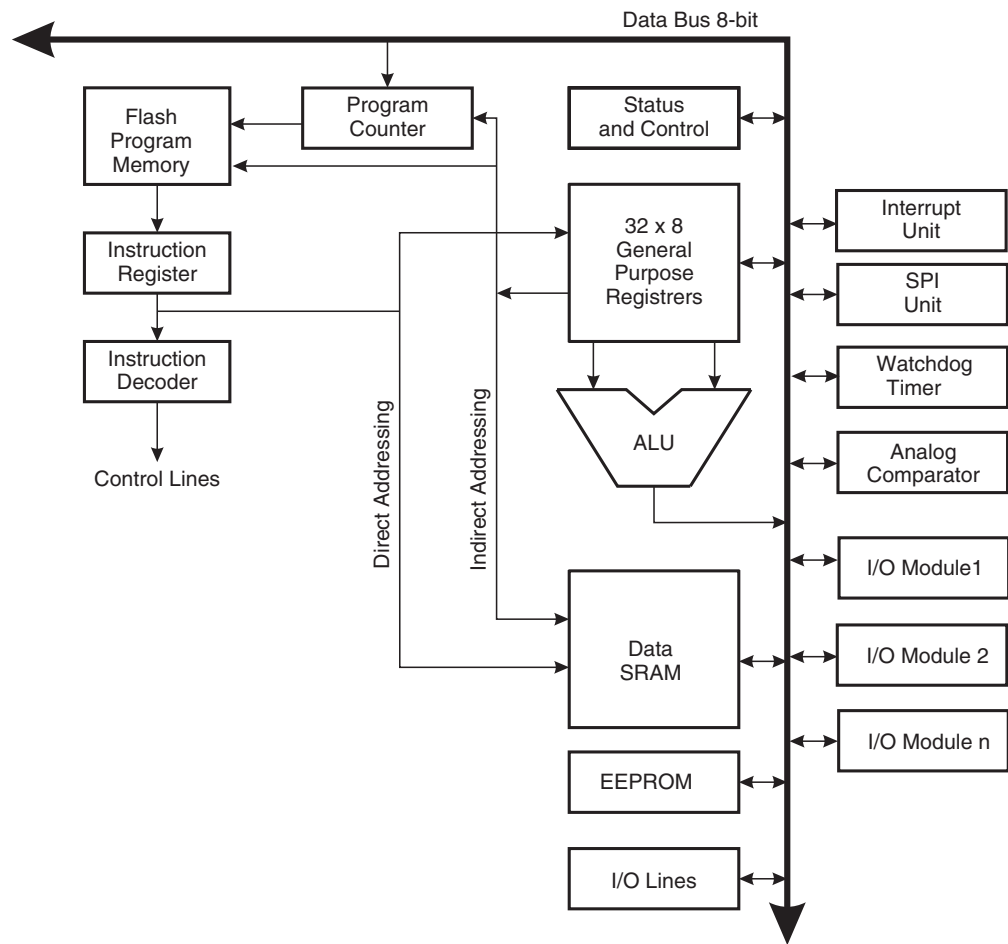 Data Bus 8-bit
Flash
Program
Memory
Program
Counter
Status
and Control
Instruction
Register
32 x 8
General
Purpose
Registrers
Interrupt
Unit
SPI
Unit
Instruction
Decoder
Watchdog
Timer
Control Lines
Direct Addressing
Indirect Addressing
ALU
Analog
Comparator
I/O Module1
Data
SRAM
I/O Module 2
I/O Module n
EEPROM
I/O Lines